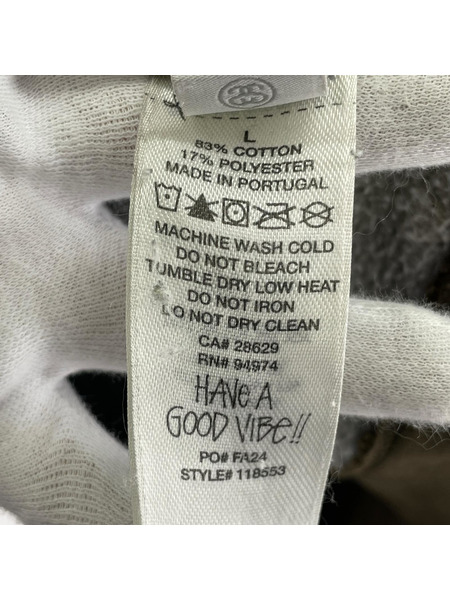 L
83% COTTON
17% POLYESTER
MADE IN PORTUGAL
MACHINE WASH COLD
DO NOT BLEACH
TUMBLE DRY LOW HEAT
DO NOT IRON
DO NOT DRY CLEAN
CA# 28629
RN# 94974
HAVE A
GOOD VIBE!!
PO# FA24
STYLE# 118553